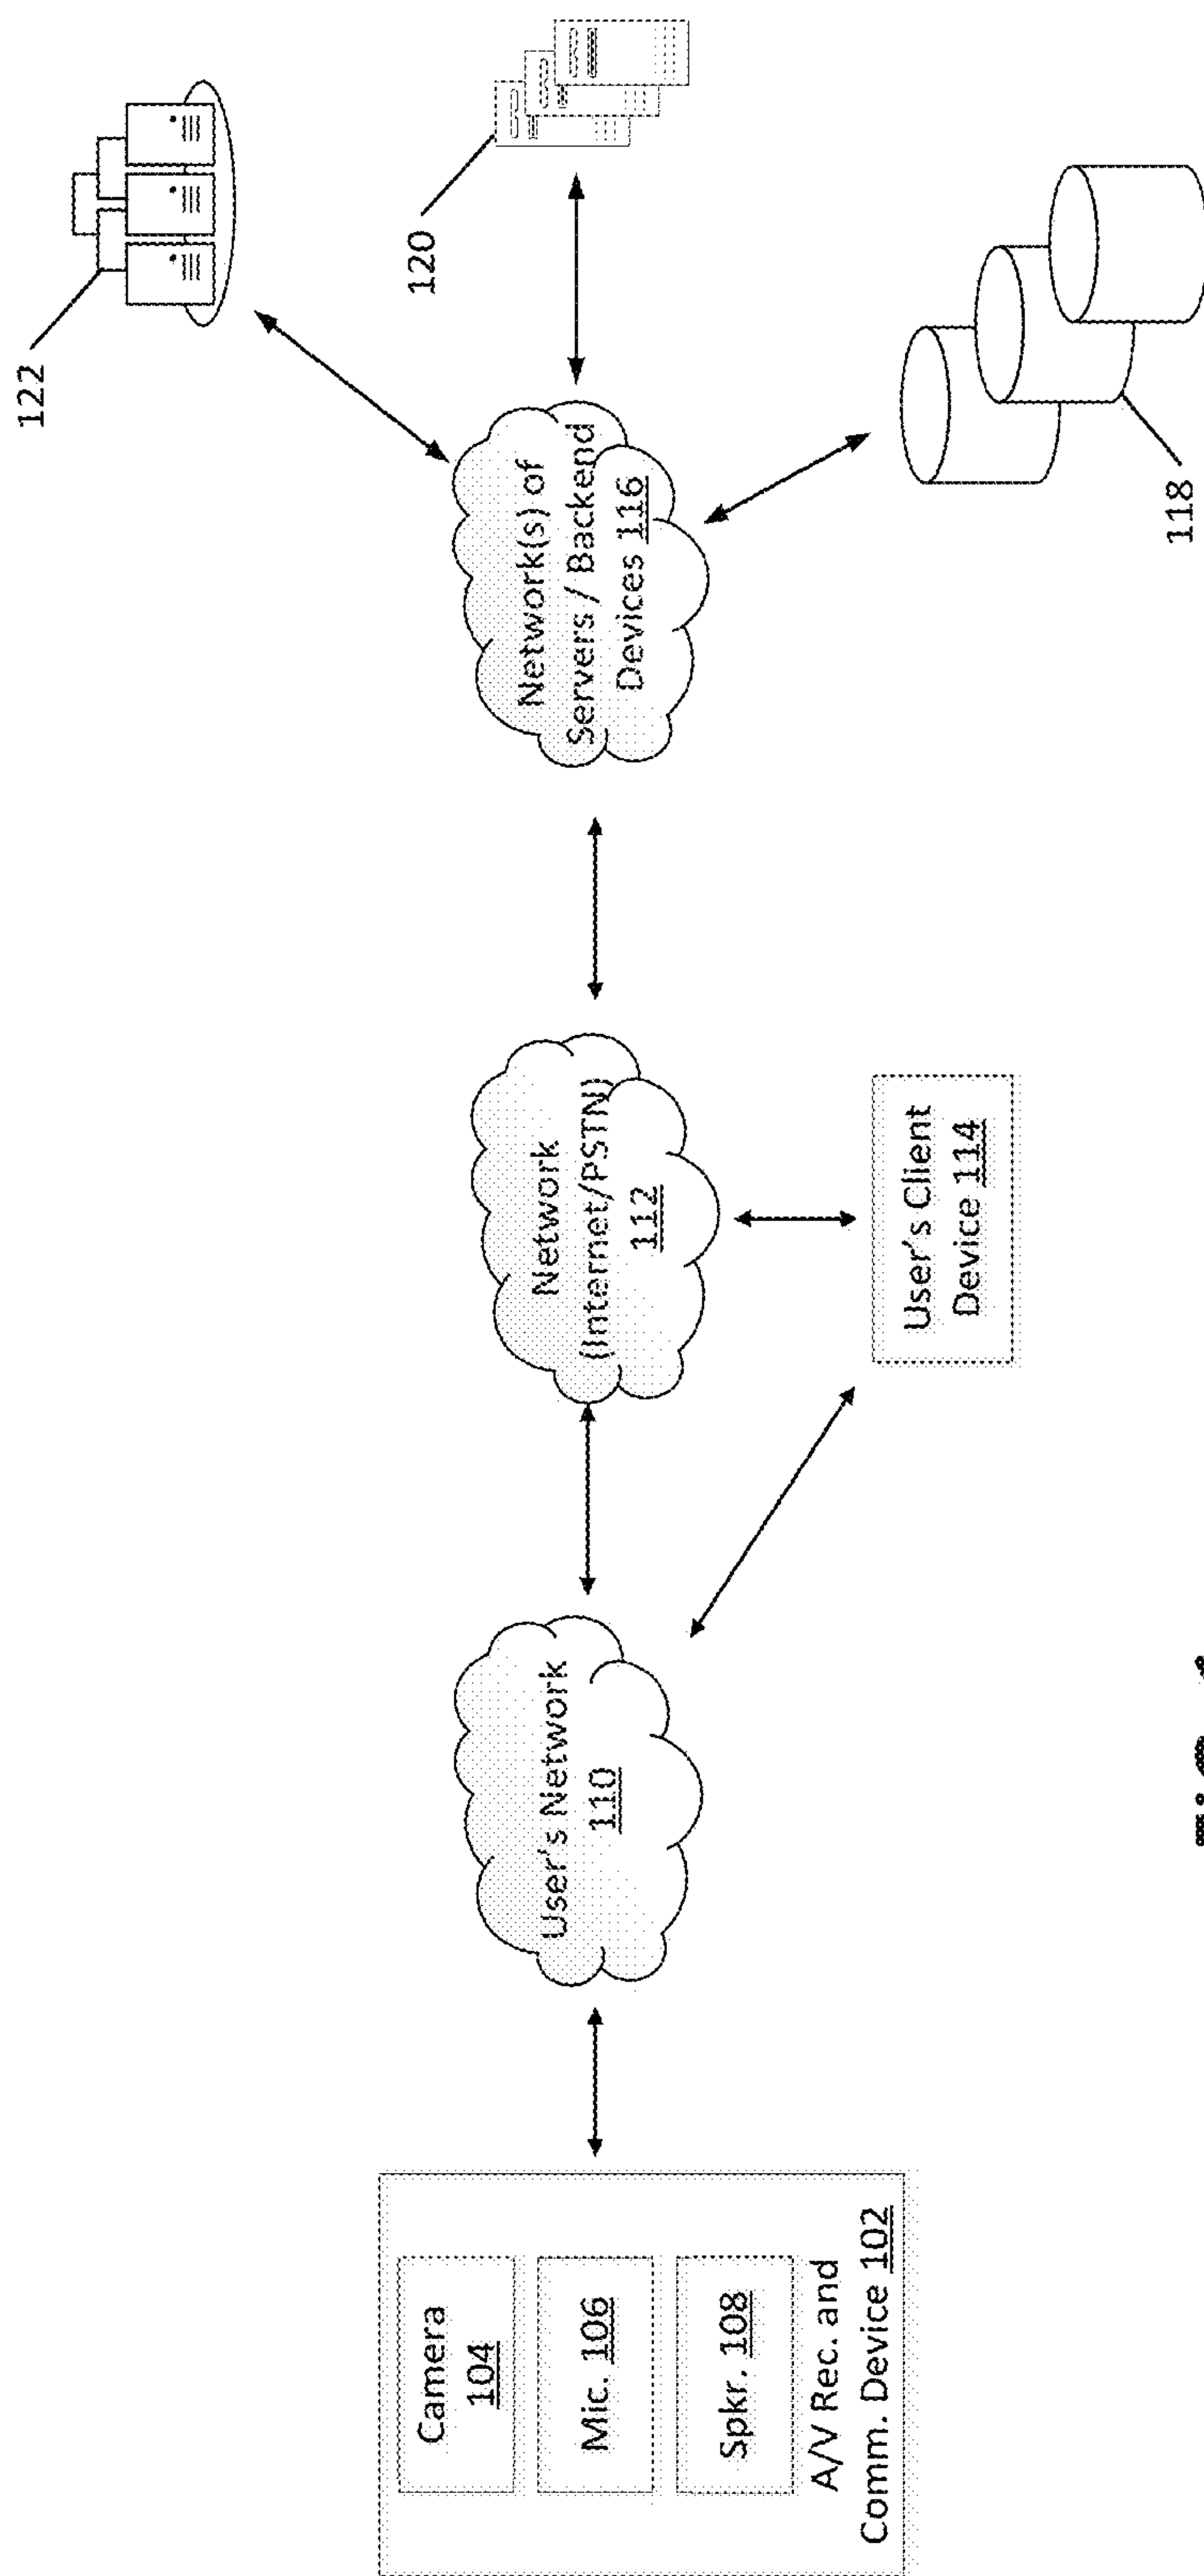 Camera
104
Mic. 106
Spkr. 108
A/V Rec. and
Comm. Device 102
User's Network
110
Network
(Internet/PSTN)
112
User's Client
Device 114
Network(s) of
Servers / Backend
Devices 116
122
120
118